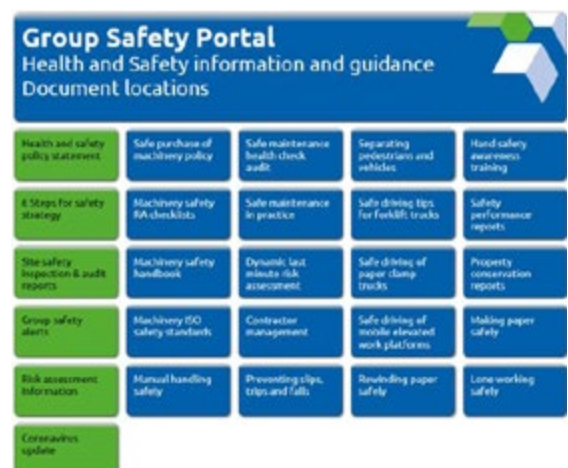 Group Safety Portal
Health and Safety information and guidance
Document locations
Health and safety
policy statement
Safe purchase of
machinery policy
Safe maintenance
health check
audit
Separating
pedestrians and
vehicles
Hand safety
awareness
training
6 Steps for safety
strategy
Machinery safety
RA checklists
Safe maintenance
in practice
Safe driving tips
for forklift trucks
Safety
performance
reports
Site safety
inspection & audit
reports
Machinery safety
handbook
Dynamic last
minute risk
assessment
Safe driving of
paper clamp
trucks
Property
conservation
reports
Group safety
alerts
Machinery ISO
safety standards
Contractor
management
Safe driving of
mobile elevated
work platforms
Making paper
safely
Risk assessment
Information
Manual handling
safely
Preventing slips,
trips and falls
Rewinding paper
safely
Lone working
safely
Coronavirus
update